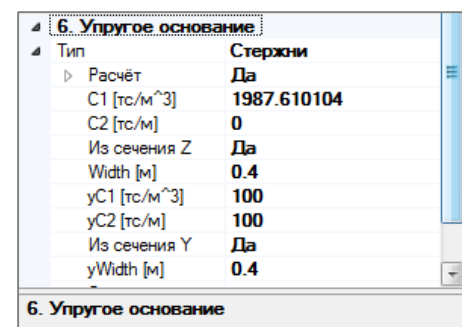 6. Упругое основание
Тип Стержни
Расчёт Да
C1 [тс/м^3] 1987.610104
C2 [тс/м] 0
Из сечения Z Да
Width [м] 0.4
yC1 [тс/м^3] 100
yC2 [тс/м] 100
Из сечения Y Да
yWidth [м] 0.4
6. Упругое основание